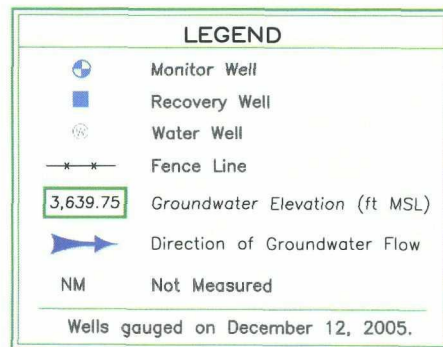 LEGEND
Monitor Well
Recovery Well
W Water Well
Fence Line
3,639.75 Groundwater Elevation (ft MSL)
Direction of Groundwater Flow
NM Not Measured
Wells gauged on December 12, 2005.